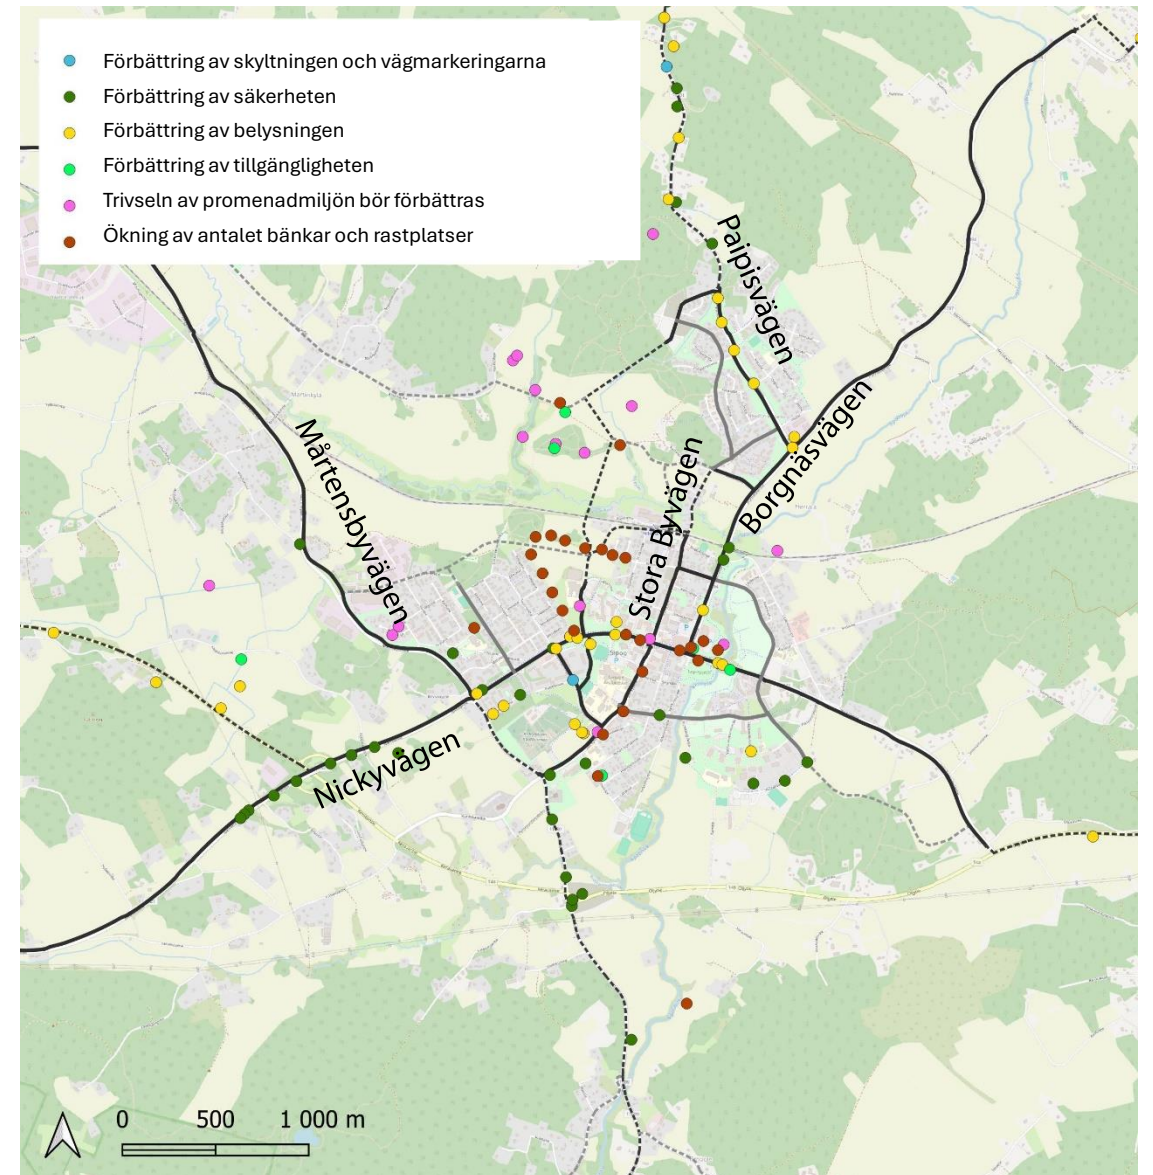 Förbättring av skyltningen och vägmarkeringarna
Förbättring av säkerheten
Förbättring av belysningen
Förbättring av tillgängligheten
Trivseln av promenadmiljön bör förbättras
Ökning av antalet bänkar och rastplatser
Paipisvägen
Borgnäsvägen
Stora Byvägen
Mårtensbyvägen
Nickyvägen
0 500 1 000 m